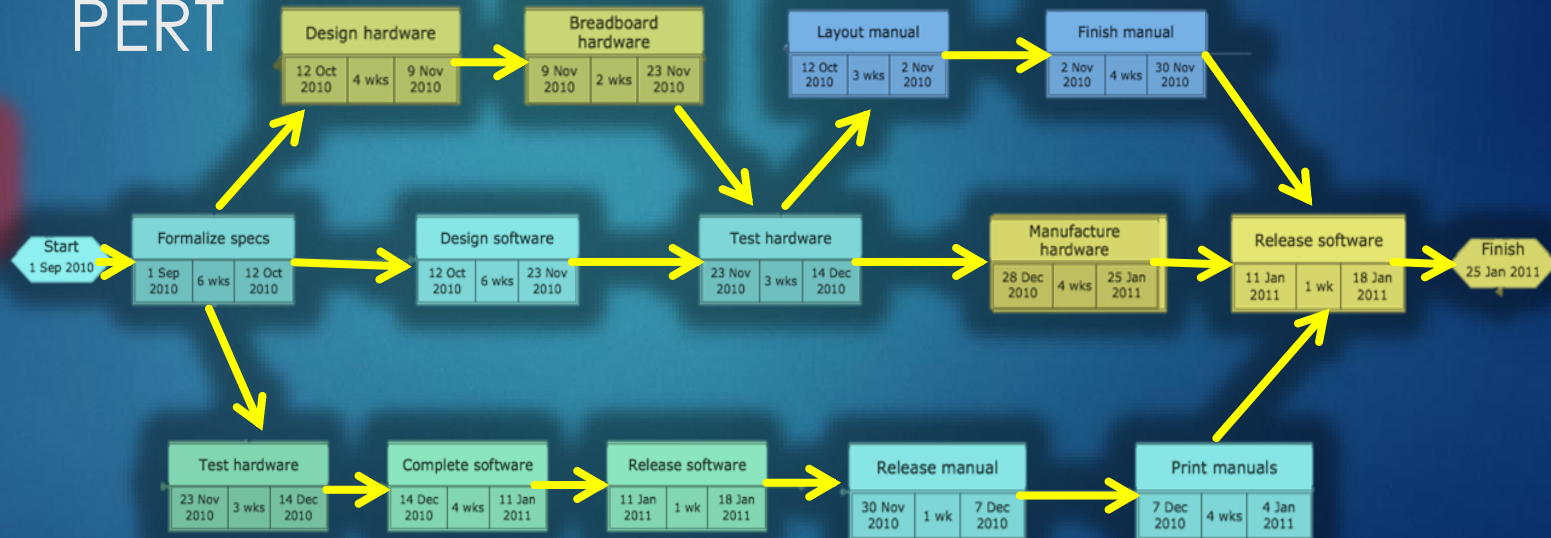 PERT
Design hardware
12 Oct 2010
4 wks
9 Nov 2010
Breadboard
hardware
9 Nov 2010
2 wks
23 Nov 2010
Layout manual
12 Oct 2010
3 wks
2 Nov 2010
Finish manual
2 Nov 2010
4 wks
30 Nov 2010
Start
1 Sep 2010
Formalize specs
1 Sep 2010
6 wks
12 Oct 2010
Design software
12 Oct 2010
6 wks
23 Nov 2010
Test hardware
23 Nov 2010
3 wks
14 Dec 2010
Manufacture
hardware
28 Dec 2010
4 wks
25 Jan 2011
Release software
11 Jan 2011
1 wk
18 Jan 2011
Finish
25 Jan 2011
Test hardware
23 Nov 2010
3 wks
14 Dec 2010
Complete software
14 Dec 2010
4 wks
11 Jan 2011
Release software
11 Jan 2011
1 wk
18 Jan 2011
Release manual
30 Nov 2010
1 wk
7 Dec 2010
Print manuals
7 Dec 2010
4 wks
4 Jan 2011